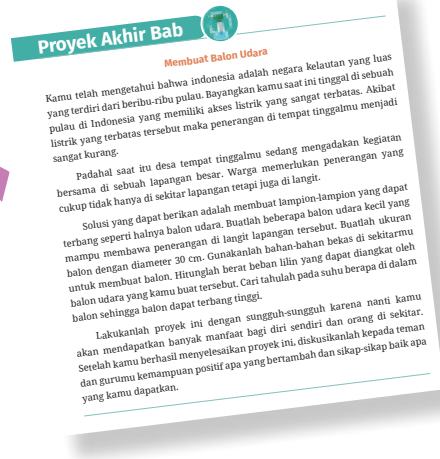 Proyek Akhir Bab
Membuat Balon Udara
Kamu telah mengetahui bahwa indonesia adalah negara kelautan yang luas
yang terdiri dari beribu-ribu pulau. Bayangkan kamu saat ini tinggal di sebuah
pulau di Indonesia yang memiliki akses listrik yang sangat terbatas. Akibat
listrik yang terbatas tersebut maka penerangan di tempat tinggalmu menjadi
sangat kurang.
Padahal saat itu desa tempat tinggalmu sedang mengadakan kegiatan
bersama di sebuah lapangan besar. Warga memerlukan penerangan yang
cukup tidak hanya di sekitar lapangan tetapi juga di langit.
Solusi yang dapat berikan adalah membuat lampion-lampion yang dapat
terbang seperti halnya balon udara. Buatlah beberapa balon udara kecil yang
mampu membawa penerangan di langit lapangan tersebut. Buatlah ukuran
balon dengan diameter 30 cm. Gunakanlah bahan-bahan bekas di sekitarmu
untuk membuat balon. Hitunglah berat beban lilin yang dapat diangkat oleh
balon udara yang kamu buat tersebut. Cari tahulah pada suhu berapa di dalam
balon sehingga balon dapat terbang tinggi.
Lakukanlah proyek ini dengan sungguh-sungguh karena nanti kamu
akan mendapatkan banyak manfaat bagi diri sendiri dan orang di sekitar.
Setelah kamu berhasil menyelesaikan proyek ini, diskusikanlah kepada teman
dan gurumu kemampuan positif apa yang bertambah dan sikap-sikap baik apa
yang kamu dapatkan.